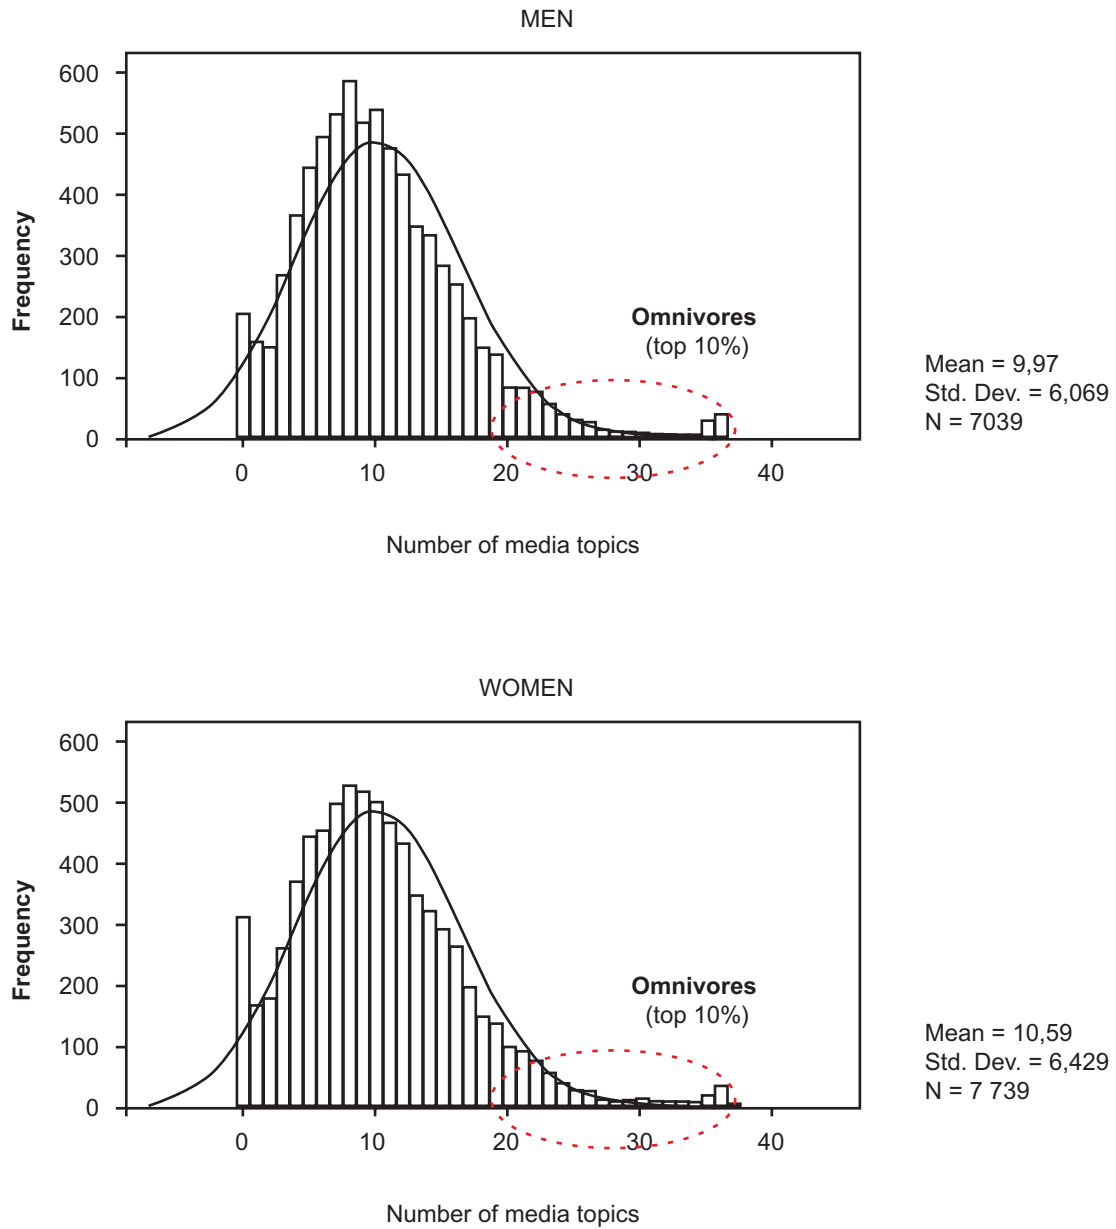 MEN
600
500
400
300
200
100
0
Frequency
Omnivores
(top 10%)
0 10 20 30 40
Number of media topics
Mean = 9,97
Std. Dev. = 6,069
N = 7039
WOMEN
600
500
400
300
200
100
0
Frequency
Omnivores
(top 10%)
0 10 20 30 40
Number of media topics
Mean = 10,59
Std. Dev. = 6,429
N = 7 739